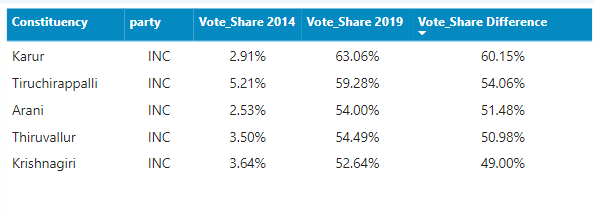 Constituency party Vote_Share 2014 Vote_Share 2019 Vote_Share Difference
Karur INC 2.91% 63.06% 60.15%
Tiruchirappalli INC 5.21% 59.28% 54.06%
Arani INC 2.53% 54.00% 51.48%
Thiruvallur INC 3.50% 54.49% 50.98%
Krishnagiri INC 3.64% 52.64% 49.00%